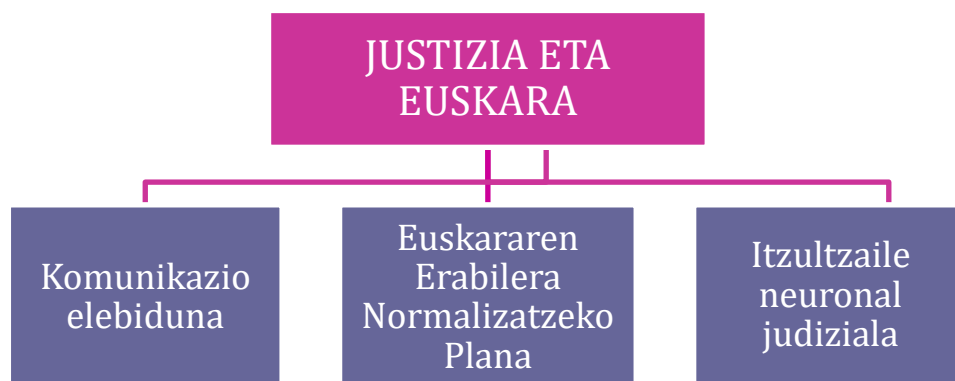 JUSTIZIA ETA
EUSKARA
Komunikazio
elebiduna
Euskararen
Erabilera
Normalizatzeko
Plana
Itzultzaile
neuronal
judiziala